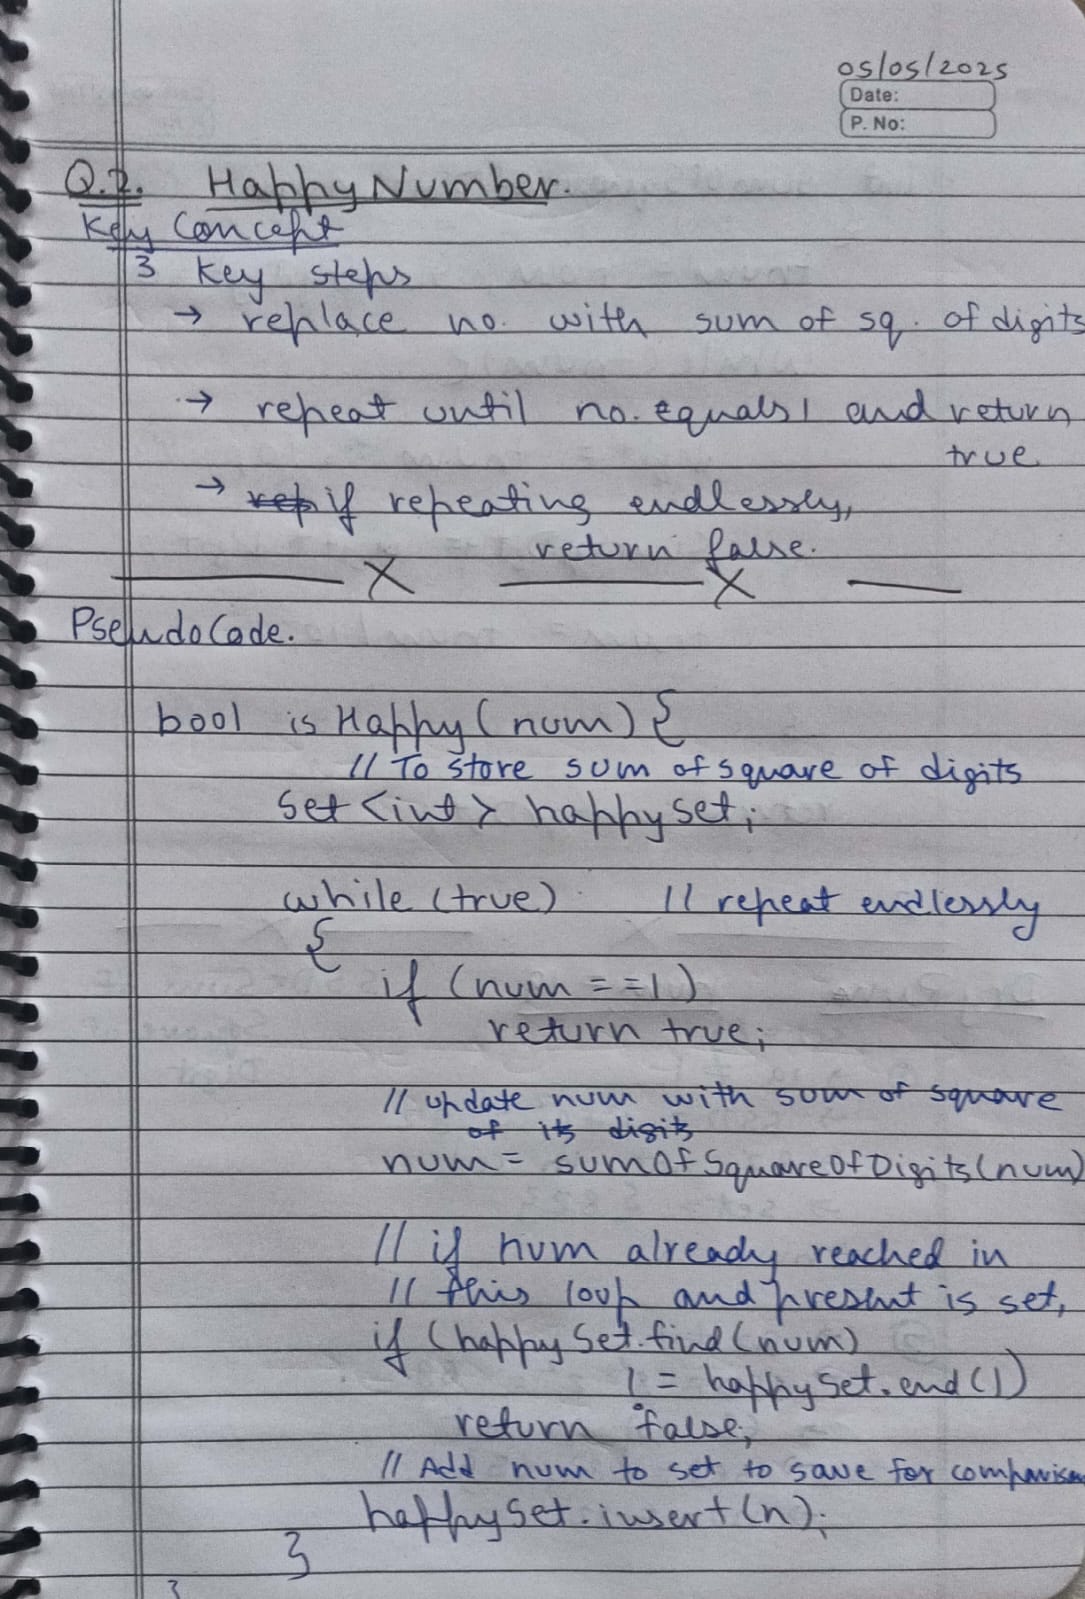 05/05/2025
Date:
P. No:
Q.2. Happy Number.
Key Concept
3 key steps
→ replace no. with sum of sq. of digits
→ repeat until no. equals 1 and return
true
→ rep if repeating endlessly,
return false.
X X
PseudoCode.
bool isHappy(num){
// To store sum of square of digits
Set<int> happySet;
while(true) // repeat endlessly
{
if (num ==1)
return true;
// update num with sum of square
of its digits
num = sumOfSquareOfDigits(num)
// if num already reached in
// this loop and present is set,
if (happySet.find(num)
!= happySet.end())
return false;
// Add num to set to save for comparison
happySet.insert(n);
}
}